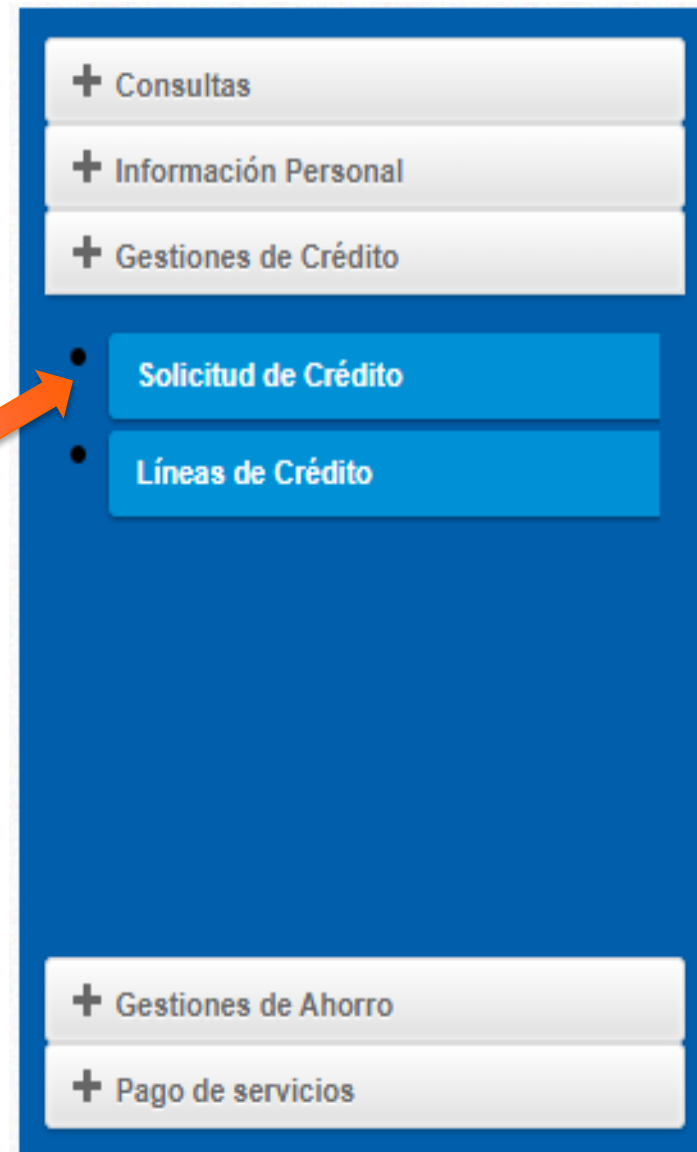 Consultas
Información Personal
Gestiones de Crédito
Solicitud de Crédito
Líneas de Crédito
Gestiones de Ahorro
Pago de servicios